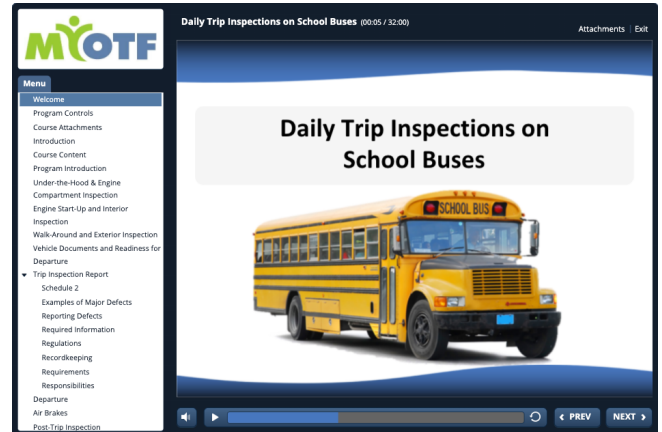 MYOTF
Daily Trip Inspections on School Buses (00:05 / 32:00)
Attachments | Exit
Menu
Welcome
Program Controls
Course Attachments
Introduction
Course Content
Program Introduction
Under-the-Hood & Engine
Compartment Inspection
Engine Start-Up and Interior
Inspection
Walk-Around and Exterior Inspection
Vehicle Documents and Readiness for
Departure
Trip Inspection Report
Schedule 2
Examples of Major Defects
Reporting Defects
Required Information
Regulations
Recordkeeping
Requirements
Responsibilities
Departure
Air Brakes
Post-Trip Inspection
Daily Trip Inspections on
School Buses
SCHOOL BUS
PREV
NEXT